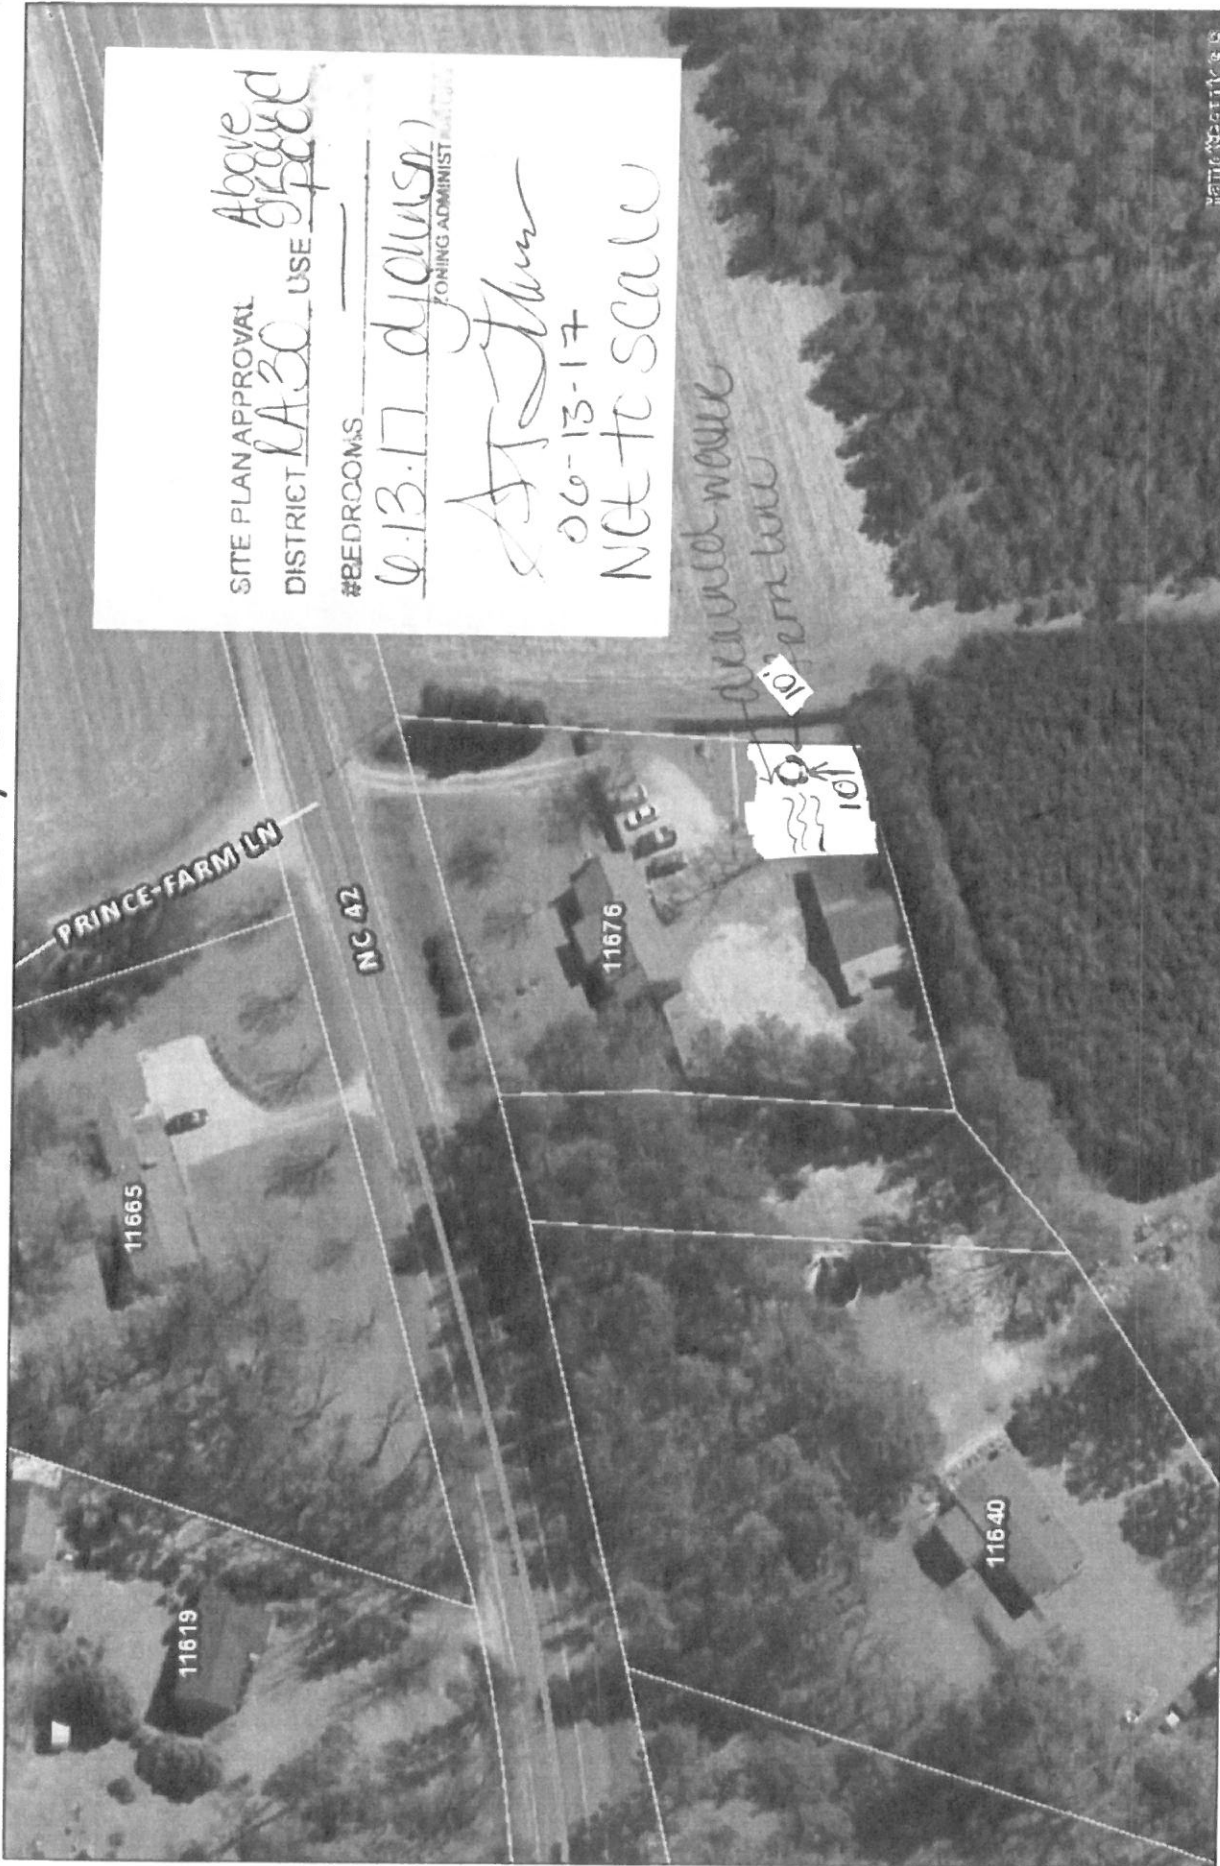 SITE PLAN APPROVAL
DISTRICT RA30 USE Above ground pool
#BEDROOMS
6.13.17
ZONING ADMINIST
06-13-17
Not to scale
10'
10'
PRINCE-FARM LN
NC 42
11676
11665
11619
11640